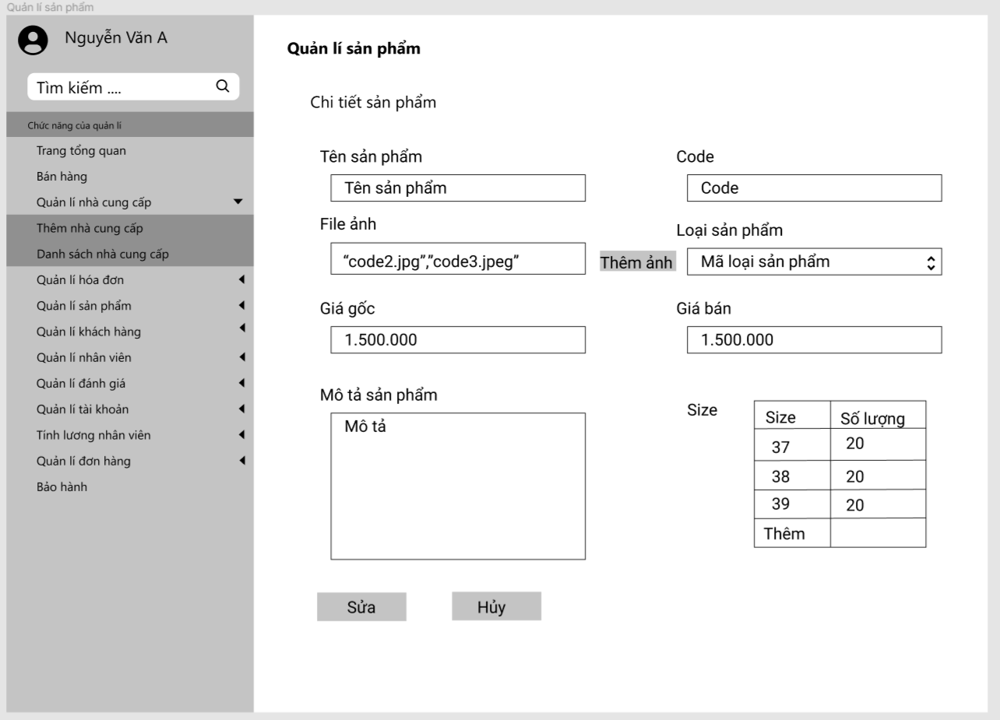 Quản lí sản phẩm
Nguyễn Văn A
Tìm kiếm ....
Chức năng của quản lí
Trang tổng quan
Bán hàng
Quản lí nhà cung cấp
Thêm nhà cung cấp
Danh sách nhà cung cấp
Quản lí hóa đơn
Quản lí sản phẩm
Quản lí khách hàng
Quản lí nhân viên
Quản lí đánh giá
Quản lí tài khoản
Tính lương nhân viên
Quản lí đơn hàng
Bảo hành
Quản lí sản phẩm
Chi tiết sản phẩm
Tên sản phẩm
Tên sản phẩm
Code
Code
File ảnh
“code2.jpg”,”code3.jpeg”
Thêm ảnh
Loại sản phẩm
Mã loại sản phẩm
Giá gốc
1.500.000
Giá bán
1.500.000
Mô tả sản phẩm
Mô tả
Size
Size Số lượng
37 20
38 20
39 20
Thêm
Sửa Hủy